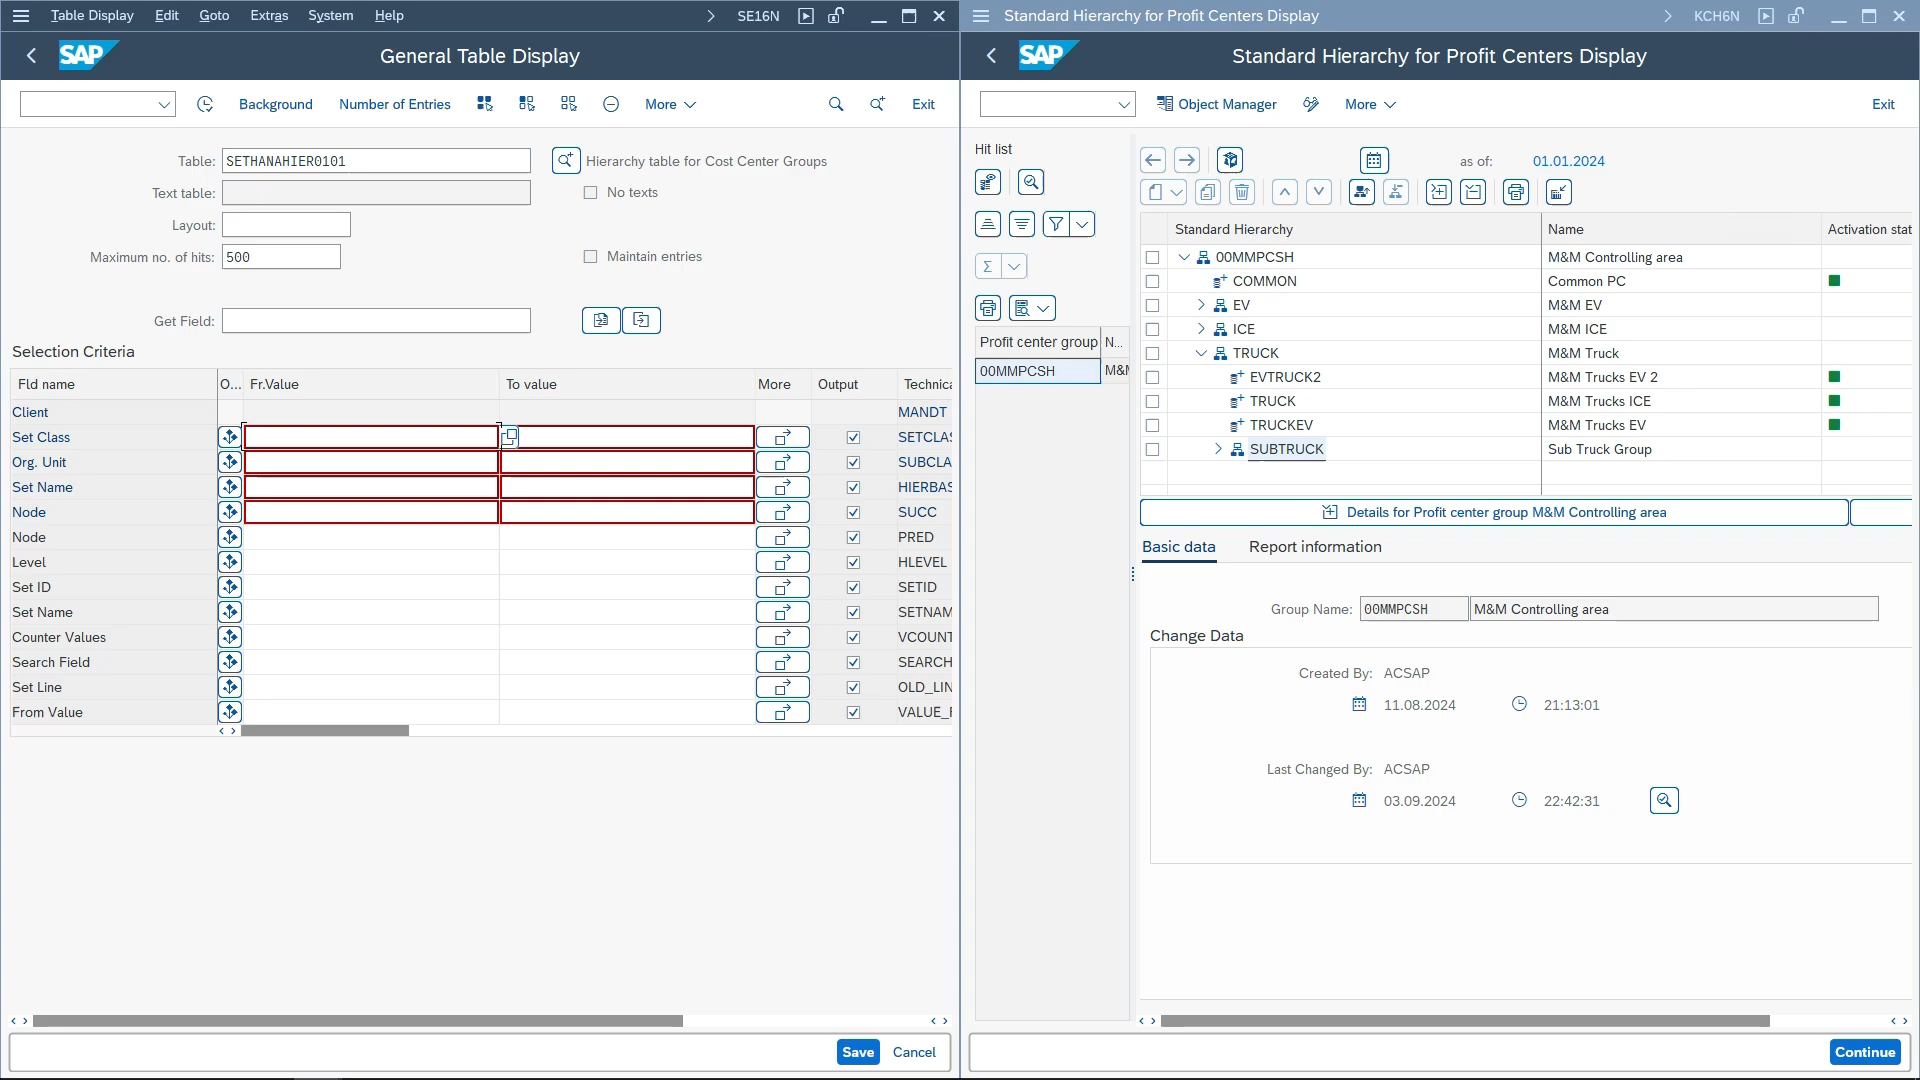 Table Display Edit Goto Extras System Help SE16N
SAP General Table Display
Background Number of Entries More Exit
Table: SETHANAHIER0101 Hierarchy table for Cost Center Groups
Text table: No texts
Layout:
Maximum no. of hits: 500 Maintain entries
Get Field:
Selection Criteria
Fld name O... Fr.Value To value More Output Technica
Client MANDT
Set Class SETCLAS
Org. Unit SUBCLA
Set Name HIERBAS
Node SUCC
Node PRED
Level HLEVEL
Set ID SETID
Set Name SETNAM
Counter Values VCOUNT
Search Field SEARCH
Set Line OLD_LIN
From Value VALUE_F
Save Cancel
Standard Hierarchy for Profit Centers Display KCH6N
SAP Standard Hierarchy for Profit Centers Display
Object Manager More Exit
Hit list
Profit center group N...
00MMPCSH M&M
as of: 01.01.2024
Standard Hierarchy Name Activation stat
00MMPCSH M&M Controlling area
COMMON Common PC
EV M&M EV
ICE M&M ICE
TRUCK M&M Truck
EVTRUCK2 M&M Trucks EV 2
TRUCK M&M Trucks ICE
TRUCKEV M&M Trucks EV
SUBTRUCK Sub Truck Group
Details for Profit center group M&M Controlling area
Basic data Report information
Group Name: 00MMPCSH M&M Controlling area
Change Data
Created By: ACSAP
11.08.2024 21:13:01
Last Changed By: ACSAP
03.09.2024 22:42:31
Continue